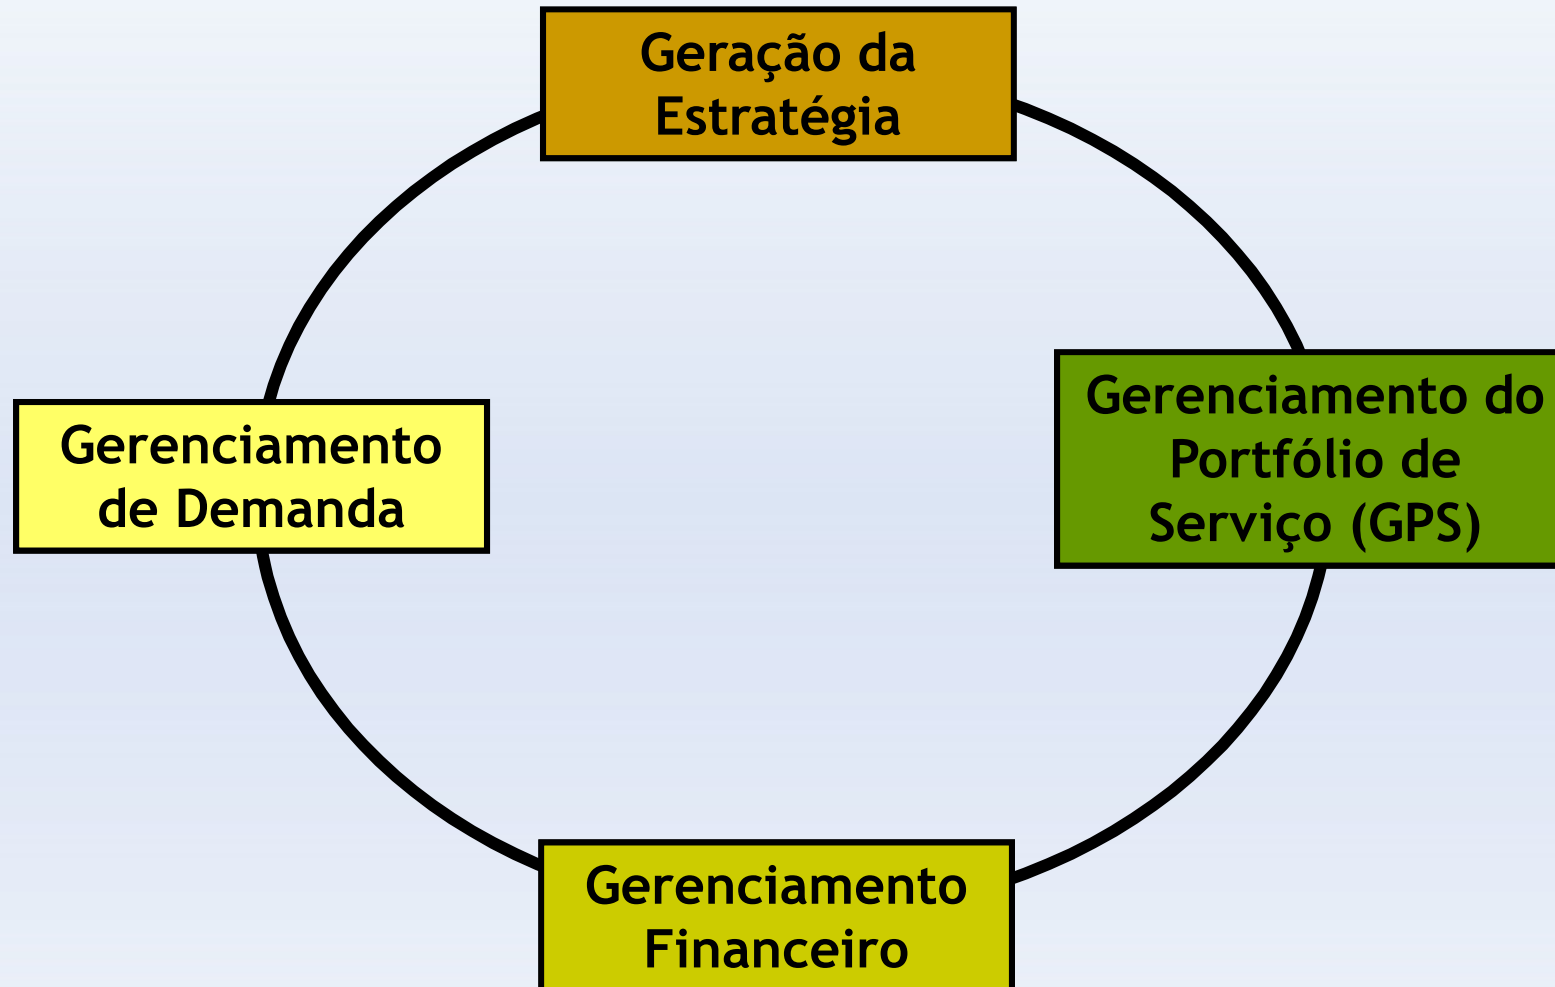 Geração da
Estratégia
Gerenciamento do
Portfólio de
Serviço (GPS)
Gerenciamento
de Demanda
Gerenciamento
Financeiro